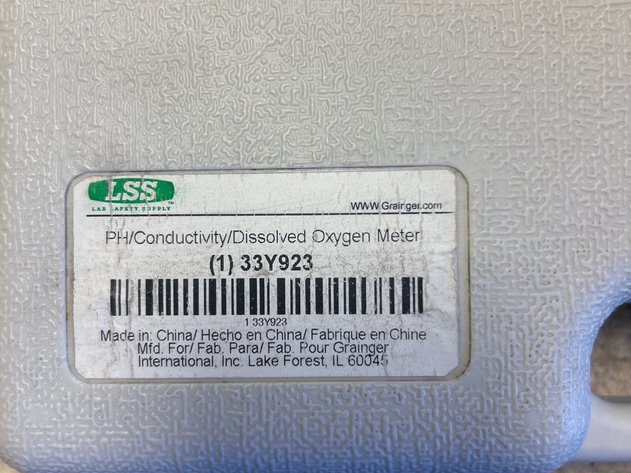 LSS
LAB SAFETY SUPPLY
WWW.Grainger.com
PH/Conductivity/Dissolved Oxygen Meter
(1) 33Y923
1 33Y923
Made in: China/ Hecho en China/ Fabrique en Chine
Mfd. For/ Fab. Para/ Fab. Pour Grainger
International, Inc. Lake Forest, IL 60045